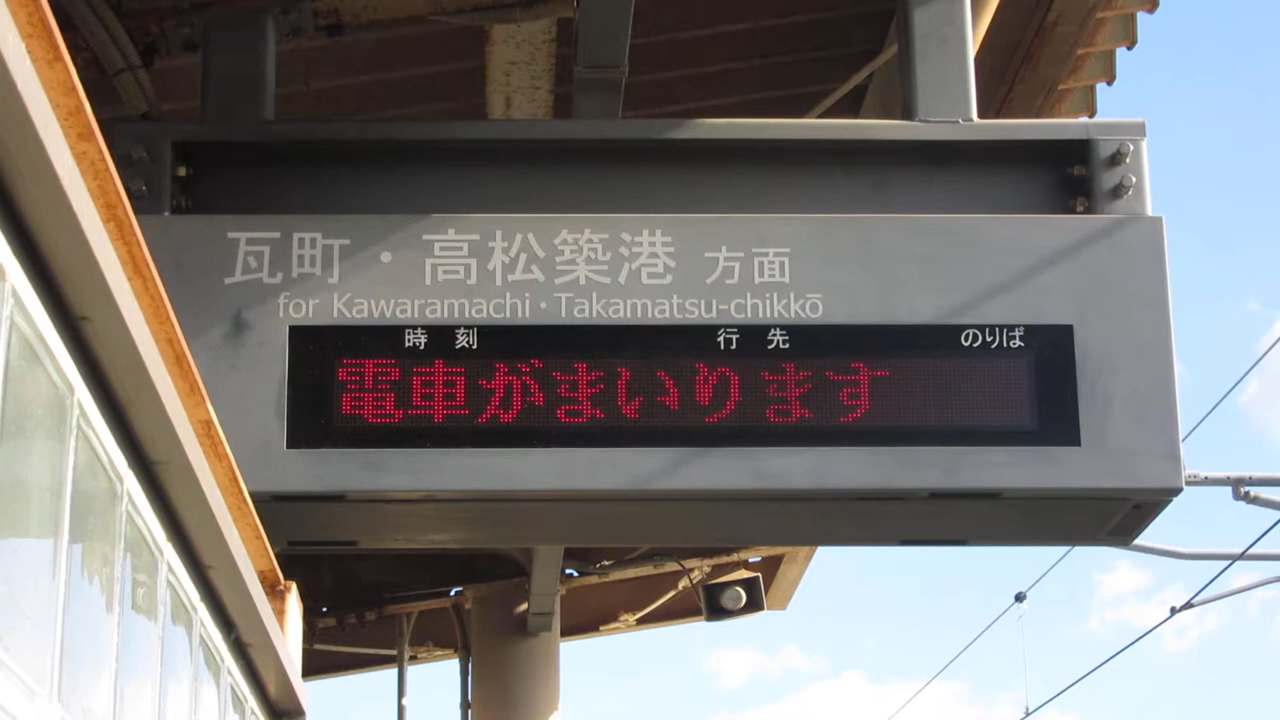 瓦町・高松築港 方面
for Kawaramachi・Takamatsu-chikkō
時刻 行先 のりば
電車がまいります